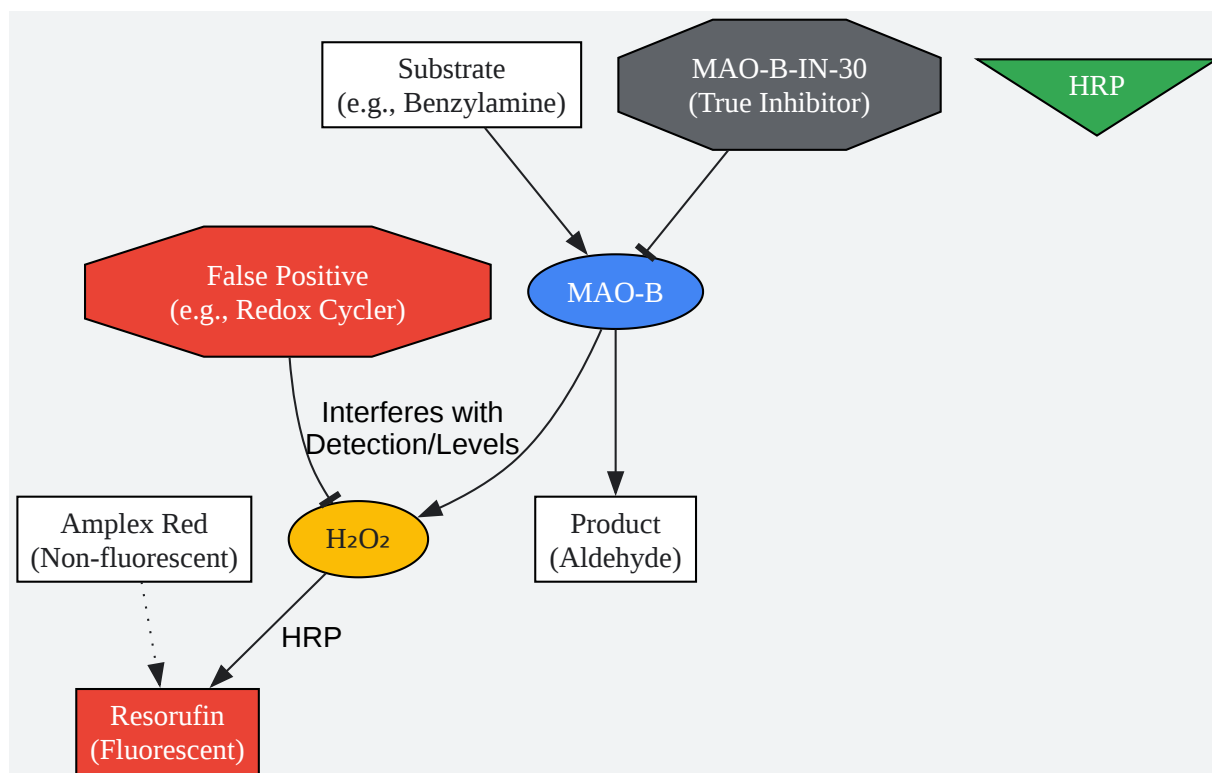 Substrate
(e.g., Benzylamine)
MAO-B-IN-30
(True Inhibitor)
HRP
False Positive
(e.g., Redox Cycler)
MAO-B
Interferes with
Detection/Levels
Amplex Red
(Non-fluorescent)
H₂O₂
Product
(Aldehyde)
HRP
Resorufin
(Fluorescent)